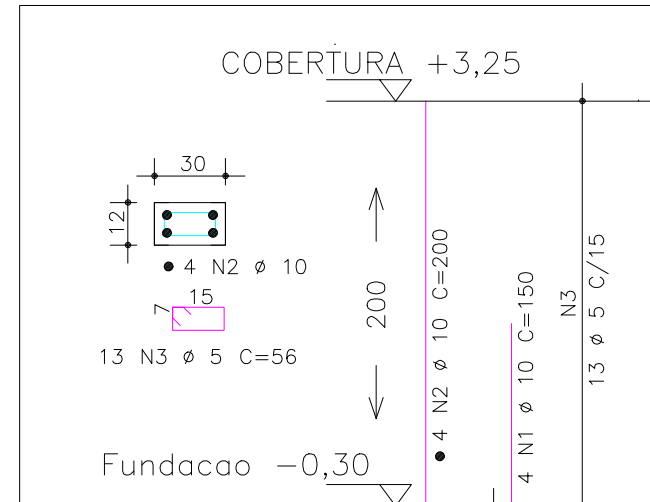 COBERTURA +3,25
30
12
4 N2 ø 10
15
7
13 N3 ø 5 C=56
200
4 N2 ø 10 C=200
4 N1 ø 10 C=150
N3
13 ø 5 C/15
Fundacao -0,30